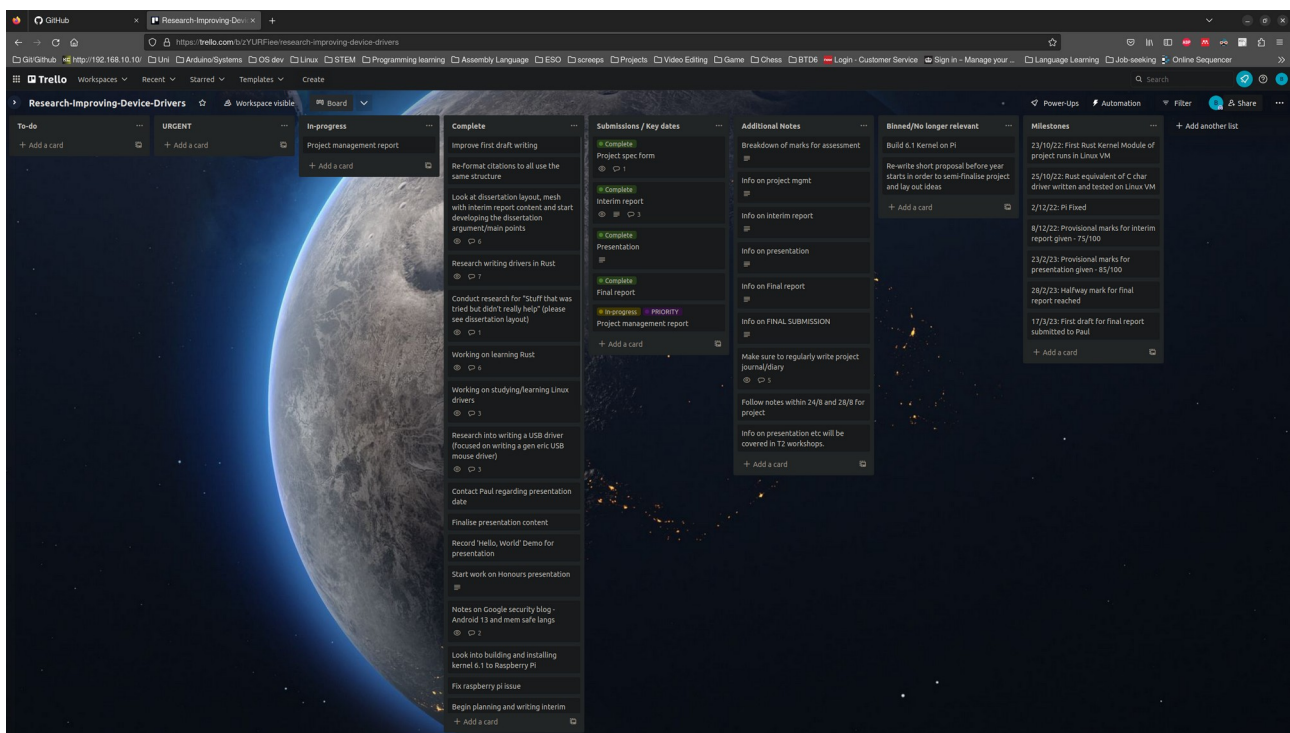 GitHub
Research-Improving-Devi
https://trello.com/b/zYURFiee/research-improving-device-drivers
Git/Github
http://192.168.10.10/
Uni
Arduino/Systems
OS dev
Linux
STEM
Programming learning
Assembly Language
ESO
screeps
Projects
Video Editing
Game
Chess
BTD6
Login - Customer Service
Sign in – Manage your ...
Language Learning
Job-seeking
Online Sequencer
Trello
Workspaces
Recent
Starred
Templates
Create
Search
Research-Improving-Device-Drivers
Workspace visible
Board
Power-Ups
Automation
Filter
Share
To-do
+ Add a card
URGENT
+ Add a card
In-progress
Project management report
+ Add a card
Complete
Improve first draft writing
Re-format citations to all use the
same structure
Look at dissertation layout, mesh
with interim report content and start
developing the dissertation
argument/main points
6
Research writing drivers in Rust
7
Conduct research for "Stuff that was
tried but didn't really help" (please
see dissertation layout)
1
Working on learning Rust
6
Working on studying/learning Linux
drivers
3
Research into writing a USB driver
(focused on writing a gen eric USB
mouse driver)
3
Contact Paul regarding presentation
date
Finalise presentation content
Record 'Hello, World' Demo for
presentation
Start work on Honours presentation
Notes on Google security blog -
Android 13 and mem safe langs
2
Look into building and installing
kernel 6.1 to Raspberry Pi
Fix raspberry pi issue
Begin planning and writing interim
+ Add a card
Submissions / Key dates
Complete
Project spec form
1
Complete
Interim report
3
Complete
Presentation
Complete
Final report
In-progress PRIORITY
Project management report
+ Add a card
Additional Notes
Breakdown of marks for assessment
Info on project mgmt
Info on interim report
Info on presentation
Info on Final report
Info on FINAL SUBMISSION
Make sure to regularly write project
journal/diary
5
Follow notes within 24/8 and 28/8 for
project
Info on presentation etc will be
covered in T2 workshops.
+ Add a card
Binned/No longer relevant
Build 6.1 Kernel on Pi
Re-write short proposal before year
starts in order to semi-finalise project
and lay out ideas
+ Add a card
Milestones
23/10/22: First Rust Kernel Module of
project runs in Linux VM
25/10/22: Rust equivalent of C char
driver written and tested on Linux VM
2/12/22: Pi Fixed
8/12/22: Provisional marks for interim
report given - 75/100
23/2/23: Provisional marks for
presentation given - 85/100
28/2/23: Halfway mark for final
report reached
17/3/23: First draft for final report
submitted to Paul
+ Add a card
+ Add another list